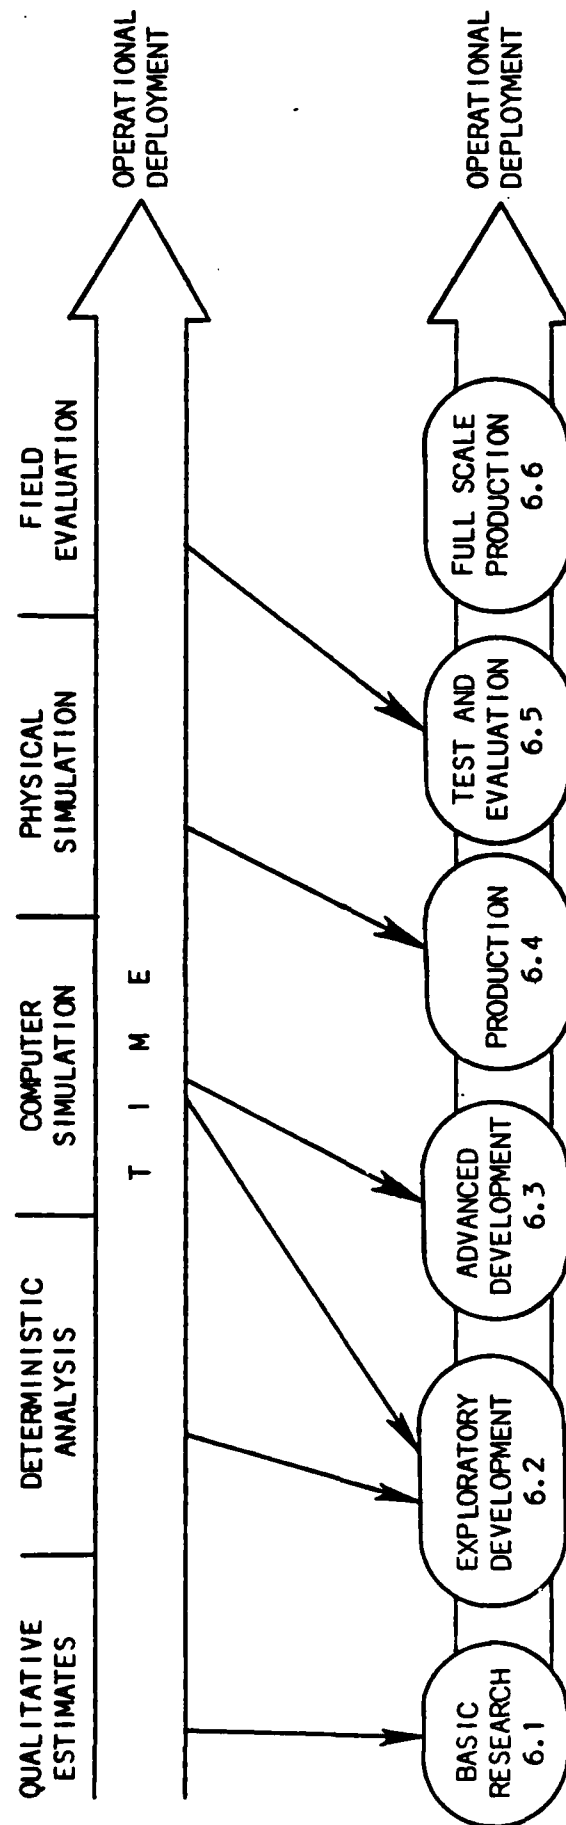 QUALITATIVE
ESTIMATES
DETERMINISTIC
ANALYSIS
COMPUTER
SIMULATION
PHYSICAL
SIMULATION
FIELD
EVALUATION
TIME
OPERATIONAL
DEPLOYMENT
BASIC
RESEARCH
6.1
EXPLORATORY
DEVELOPMENT
6.2
ADVANCED
DEVELOPMENT
6.3
PRODUCTION
6.4
TEST AND
EVALUATION
6.5
FULL SCALE
PRODUCTION
6.6
OPERATIONAL
DEPLOYMENT